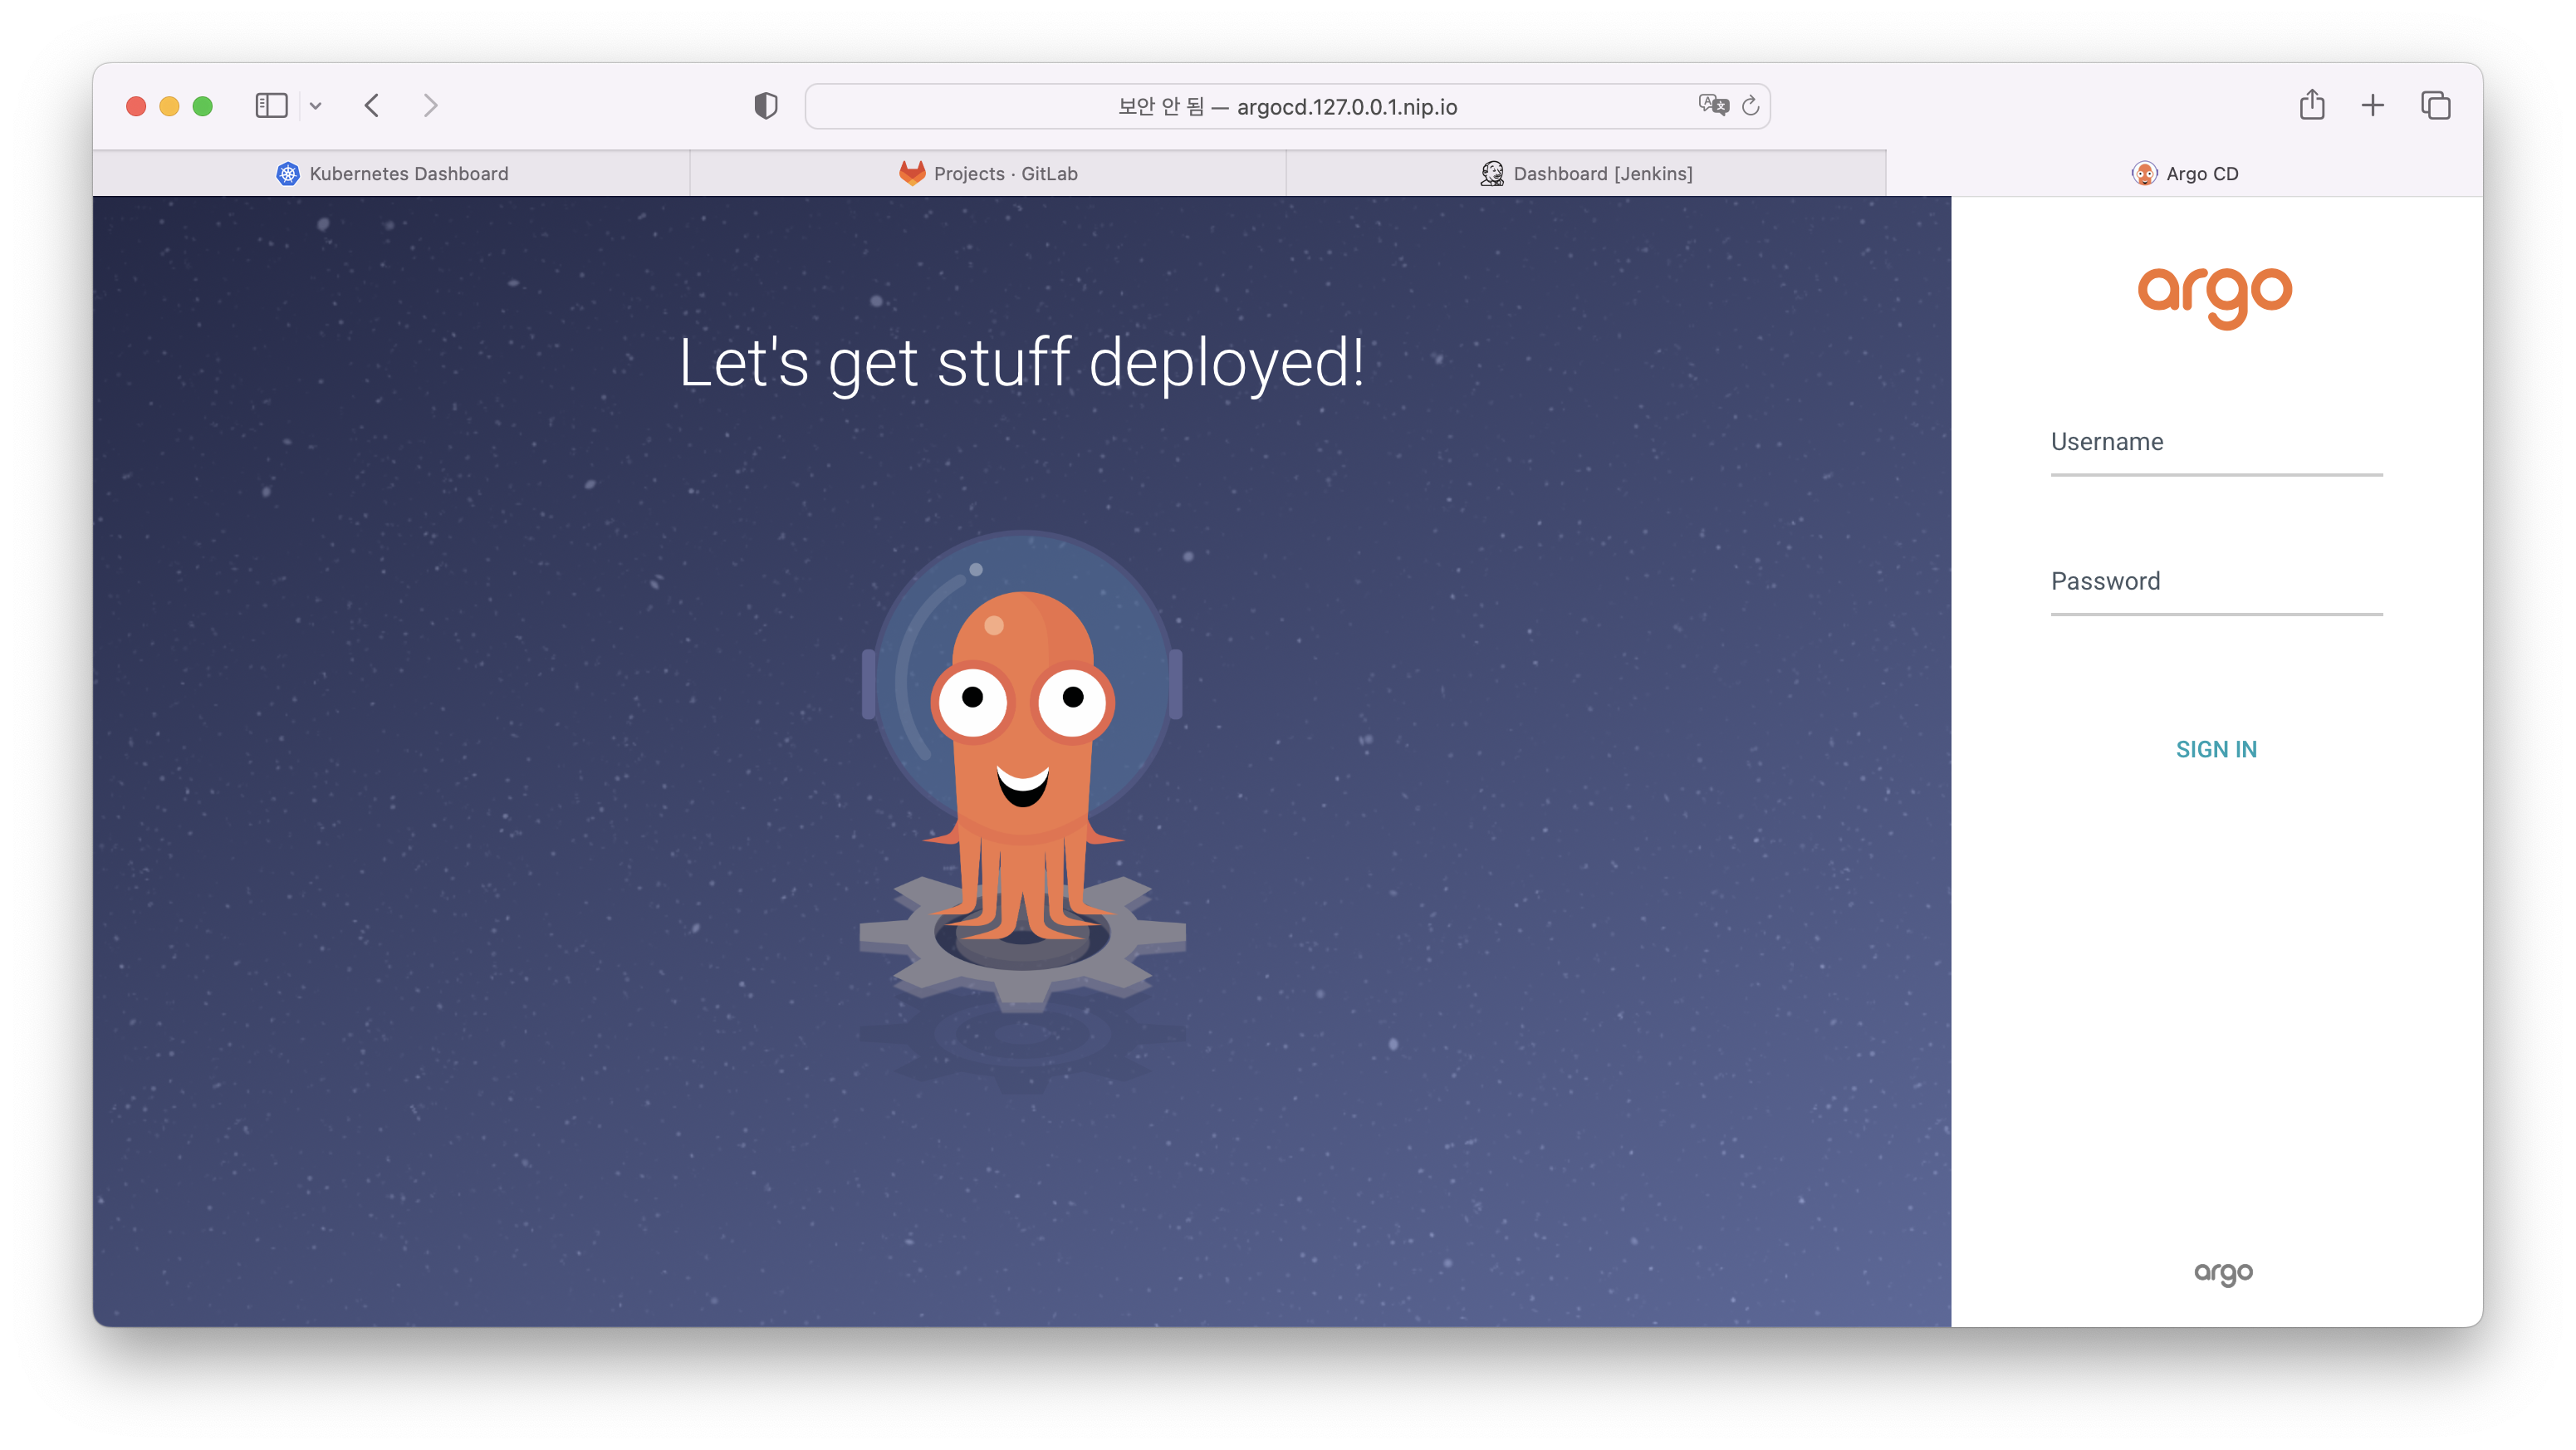 보안 안 됨 — argocd.127.0.0.1.nip.io
Kubernetes Dashboard
Projects · GitLab
Dashboard [Jenkins]
Argo CD
Let's get stuff deployed!
argo
Username
Password
SIGN IN
argo